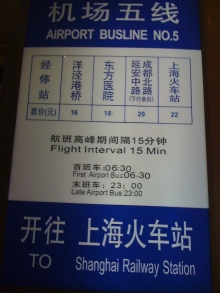 机场五线
AIRPORT BUSLINE NO.5
经停站 洋泾港桥 东方医院 延安中路 成都北路 (下行垂向) 上海火车站
票价(元) 16 18 20 22
航班高峰期间隔15分钟
Flight Interval 15 Min
首班车:06:30
First Airport Bus:06-30
末班车:23:00
Late Airport Bus:23:00
开往 上海火车站
TO Shanghai Railway Station